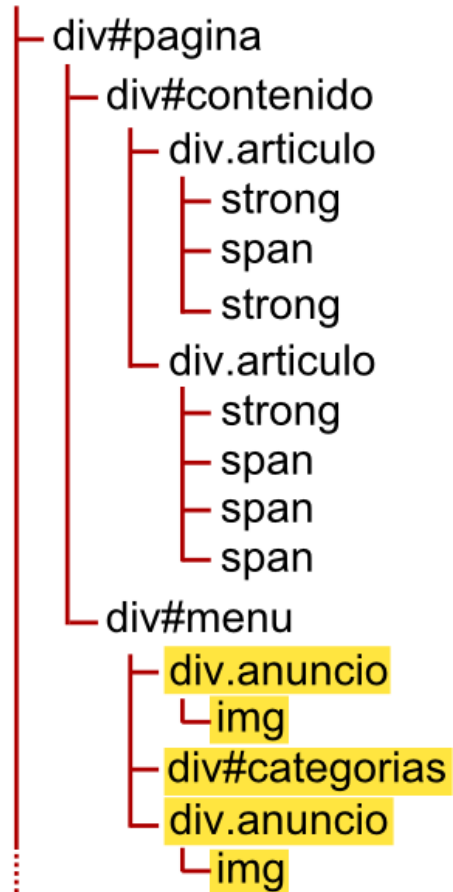 div#pagina
div#contenido
div.articulo
strong
span
strong
div.articulo
strong
span
span
span
div#menu
div.anuncio
img
div#categorias
div.anuncio
img